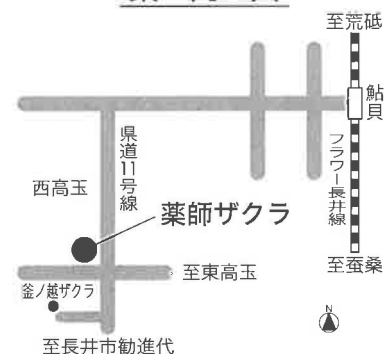 至荒砥
鮎貝
フラワー長井線
県道11号線
西高玉
薬師ザクラ
至東高玉
至蚕桑
釜ノ越ザクラ
N
至長井市勧進代